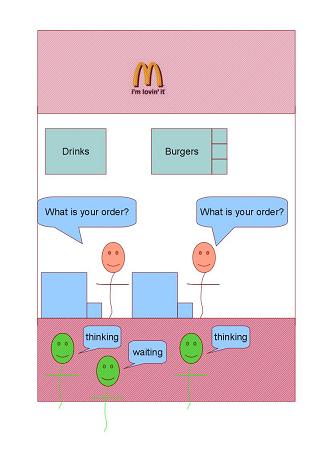 i'm lovin' it
Drinks
Burgers
What is your order?
What is your order?
thinking
waiting
thinking